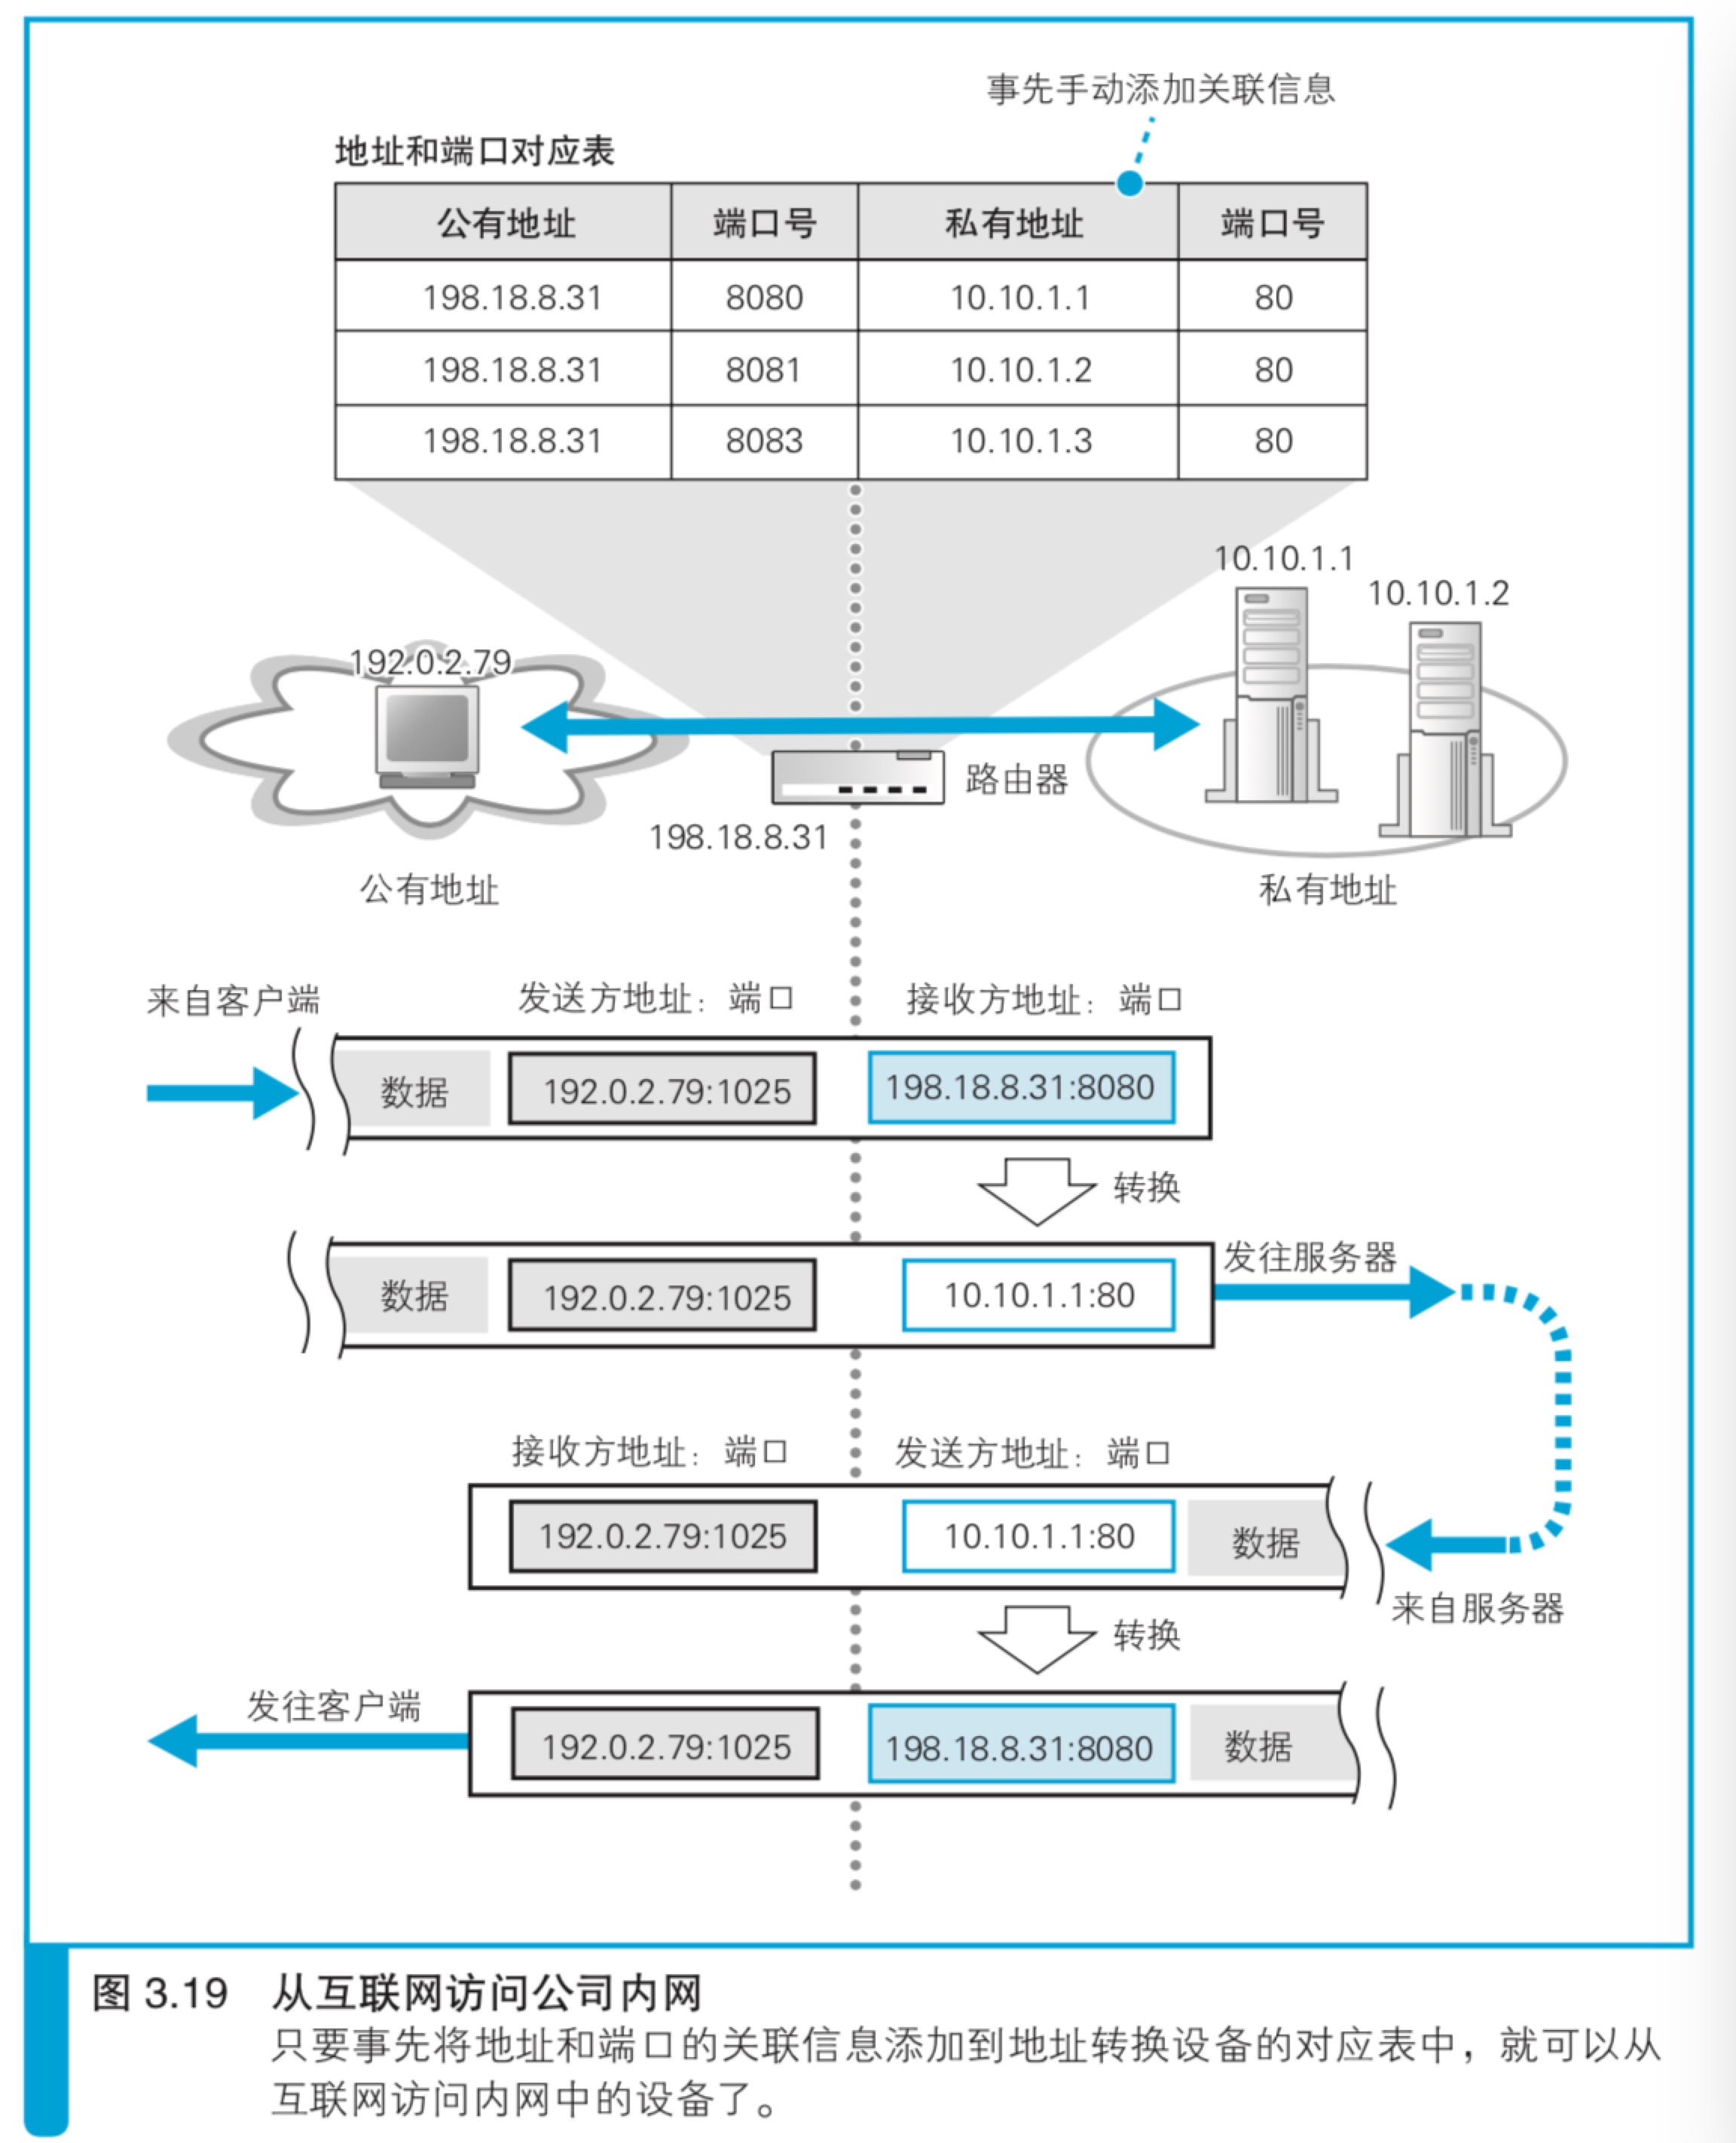 事先手动添加关联信息
地址和端口对应表
公有地址 端口号 私有地址 端口号
198.18.8.31 8080 10.10.1.1 80
198.18.8.31 8081 10.10.1.2 80
198.18.8.31 8083 10.10.1.3 80
10.10.1.1
10.10.1.2
192.0.2.79
路由器
198.18.8.31
公有地址 私有地址
来自客户端 发送方地址：端口 接收方地址：端口
数据 192.0.2.79:1025 198.18.8.31:8080
转换
发往服务器
数据 192.0.2.79:1025 10.10.1.1:80
接收方地址：端口 发送方地址：端口
192.0.2.79:1025 10.10.1.1:80 数据
来自服务器
转换
发往客户端
192.0.2.79:1025 198.18.8.31:8080 数据
图 3.19 从互联网访问公司内网
只要事先将地址和端口的关联信息添加到地址转换设备的对应表中，就可以从
互联网访问内网中的设备了。